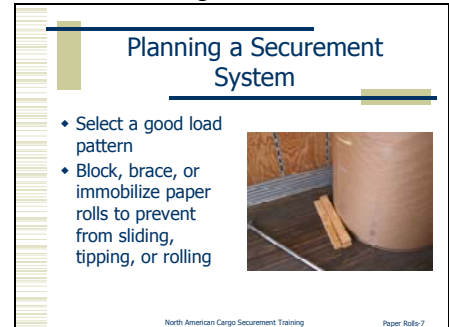 Planning a Securement
System
Select a good load
pattern
Block, brace, or
immobilize paper
rolls to prevent
from sliding,
tipping, or rolling
North American Cargo Securement Training
Paper Rolls-7